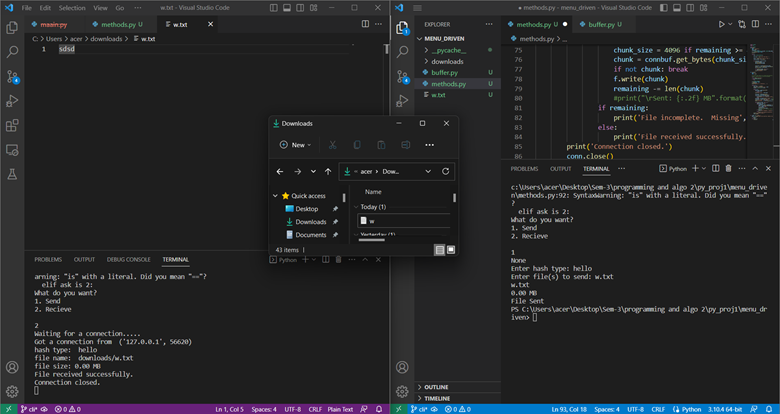 File Edit Selection View Go ··· w.txt - Visual Studio Code
maain.py methods.py U w.txt
C: > Users > acer > downloads > w.txt
1 sdsd
PROBLEMS OUTPUT DEBUG CONSOLE TERMINAL
Python
arning: "is" with a literal. Did you mean "=="?
elif ask is 2:
What do you want?
1. Send
2. Recieve
2
Waiting for a connection.....
Got a connection from ('127.0.0.1', 56620)
hash type: hello
file name: downloads/w.txt
file size: 0.00 MB
File received successfully.
Connection closed.
cli* 0 0 Ln 1, Col 5 Spaces: 4 UTF-8 CRLF Plain Text
Downloads
New
acer > Dow...
Quick access
Desktop
Downloads
Documents
Name
Today (1)
w
Yesterday (1)
43 items
methods.py - menu_driven - Visual Studio Code
EXPLORER
MENU_DRIVEN
__pycache__
downloads
buffer.py U
methods.py U
w.txt U
OUTLINE
TIMELINE
methods.py U buffer.py U
methods.py > ...
75 chunk_size = 4096 if remaining >=
76 chunk = connbuf.get_bytes(chunk_si
77 if not chunk: break
78 f.write(chunk)
79 remaining -= len(chunk)
80 #print("\rSent: {:.2f} MB".format(
81 if remaining:
82 print('File incomplete. Missing',
83 else:
84 print('File received successfully.
85 print('Connection closed.')
86 conn.close()
PROBLEMS OUTPUT TERMINAL ··· Python
c:\Users\acer\Desktop\Sem-3\programming and algo 2\py_proj1\menu_driv
en\methods.py:92: SyntaxWarning: "is" with a literal. Did you mean "=="
?
elif ask is 2:
What do you want?
1. Send
2. Recieve
1
None
Enter hash type: hello
Enter file(s) to send: w.txt
w.txt
0.00 MB
File Sent
PS C:\Users\acer\Desktop\Sem-3\programming and algo 2\py_proj1\menu_dr
iven>
cli* 0 0 Ln 93, Col 18 Spaces: 4 UTF-8 CRLF Python 3.10.4 64-bit